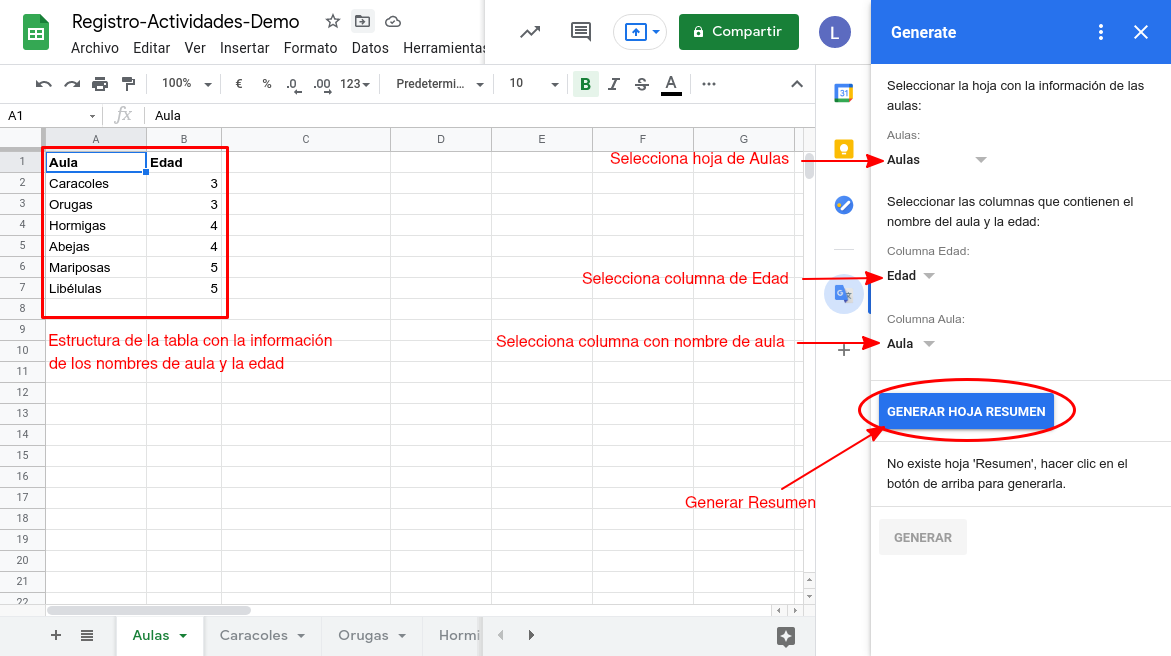 Registro-Actividades-Demo
Archivo Editar Ver Insertar Formato Datos Herramientas
Compartir
L
100% € % .0 .00 123 Predetermi... 10 B I S A
A1 fx Aula
A B C D E F G
1 Aula Edad
2 Caracoles 3
3 Orugas 3
4 Hormigas 4
5 Abejas 4
6 Mariposas 5
7 Libélulas 5
8
9
10
11
12
13
14
15
16
17
18
19
20
21
22
Estructura de la tabla con la información
de los nombres de aula y la edad
Selecciona hoja de Aulas
Selecciona columna de Edad
Selecciona columna con nombre de aula
Generar Resumen
Aulas Caracoles Orugas Hormi
31
G
Generate
Seleccionar la hoja con la información de las
aulas:
Aulas:
Aulas
Seleccionar las columnas que contienen el
nombre del aula y la edad:
Columna Edad:
Edad
Columna Aula:
Aula
GENERAR HOJA RESUMEN
No existe hoja 'Resumen', hacer clic en el
botón de arriba para generarla.
GENERAR